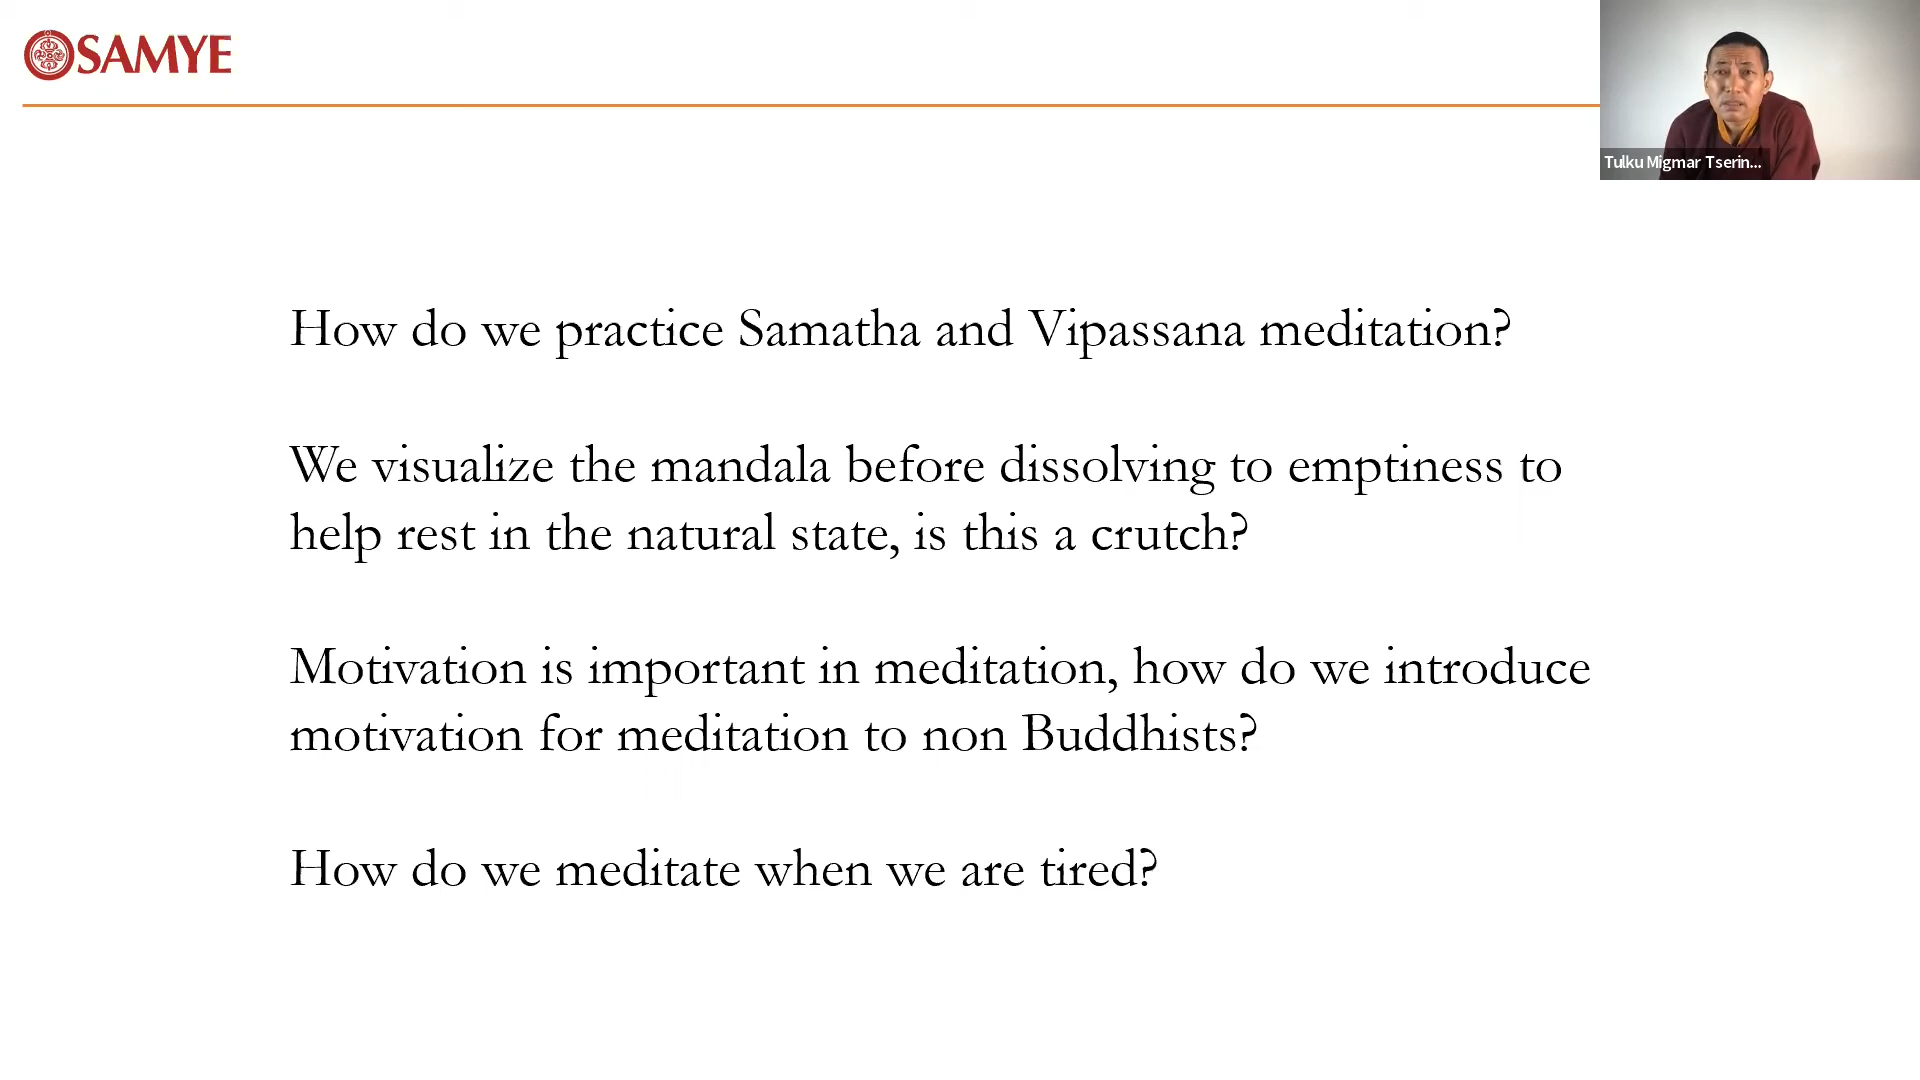 SAMYE
Tulku Migmar Tserin...
How do we practice Samatha and Vipassana meditation?
We visualize the mandala before dissolving to emptiness to
help rest in the natural state, is this a crutch?
Motivation is important in meditation, how do we introduce
motivation for meditation to non Buddhists?
How do we meditate when we are tired?